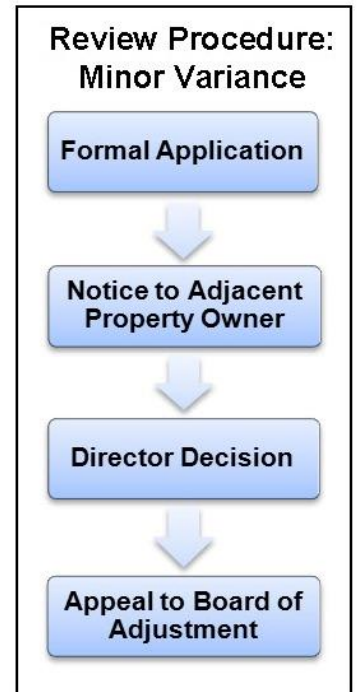 Review Procedure:
Minor Variance
Formal Application
Notice to Adjacent
Property Owner
Director Decision
Appeal to Board of
Adjustment